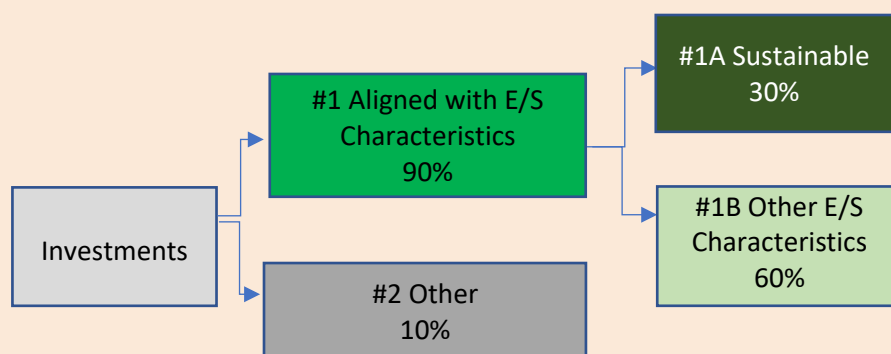 Investments
#1 Aligned with E/S
Characteristics
90%
#2 Other
10%
#1A Sustainable
30%
#1B Other E/S
Characteristics
60%